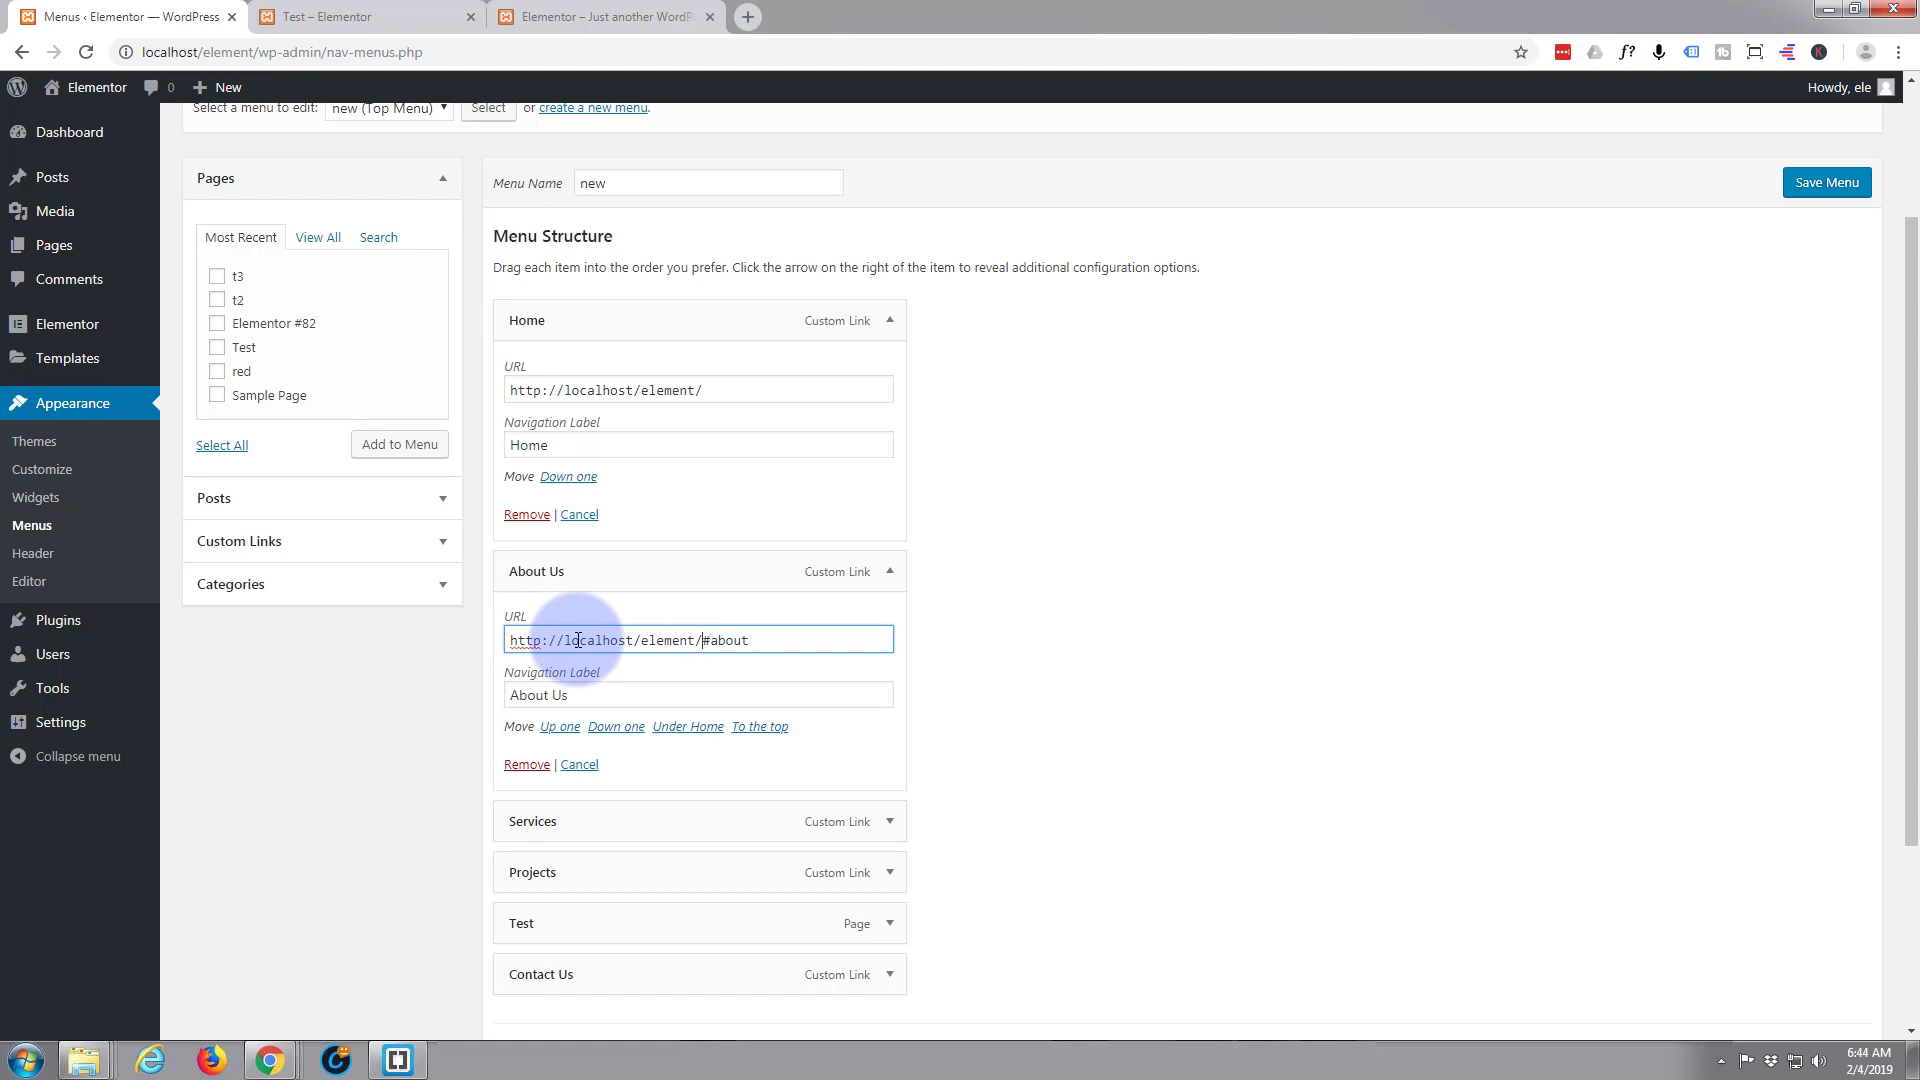 Menus ‹ Elementor — WordPress
Test – Elementor
Elementor – Just another WordP
localhost/element/wp-admin/nav-menus.php
Elementor
0
New
Howdy, ele
Select a menu to edit:
new (Top Menu)
Select
or create a new menu.
Dashboard
Posts
Media
Pages
Comments
Elementor
Templates
Appearance
Themes
Customize
Widgets
Menus
Header
Editor
Plugins
Users
Tools
Settings
Collapse menu
Pages
Most Recent
View All
Search
t3
t2
Elementor #82
Test
red
Sample Page
Select All
Add to Menu
Posts
Custom Links
Categories
Menu Name
new
Save Menu
Menu Structure
Drag each item into the order you prefer. Click the arrow on the right of the item to reveal additional configuration options.
Home
Custom Link
URL
http://localhost/element/
Navigation Label
Home
Move Down one
Remove | Cancel
About Us
Custom Link
URL
http://localhost/element/#about
Navigation Label
About Us
Move Up one Down one Under Home To the top
Remove | Cancel
Services
Custom Link
Projects
Custom Link
Test
Page
Contact Us
Custom Link
6:44 AM
2/4/2019